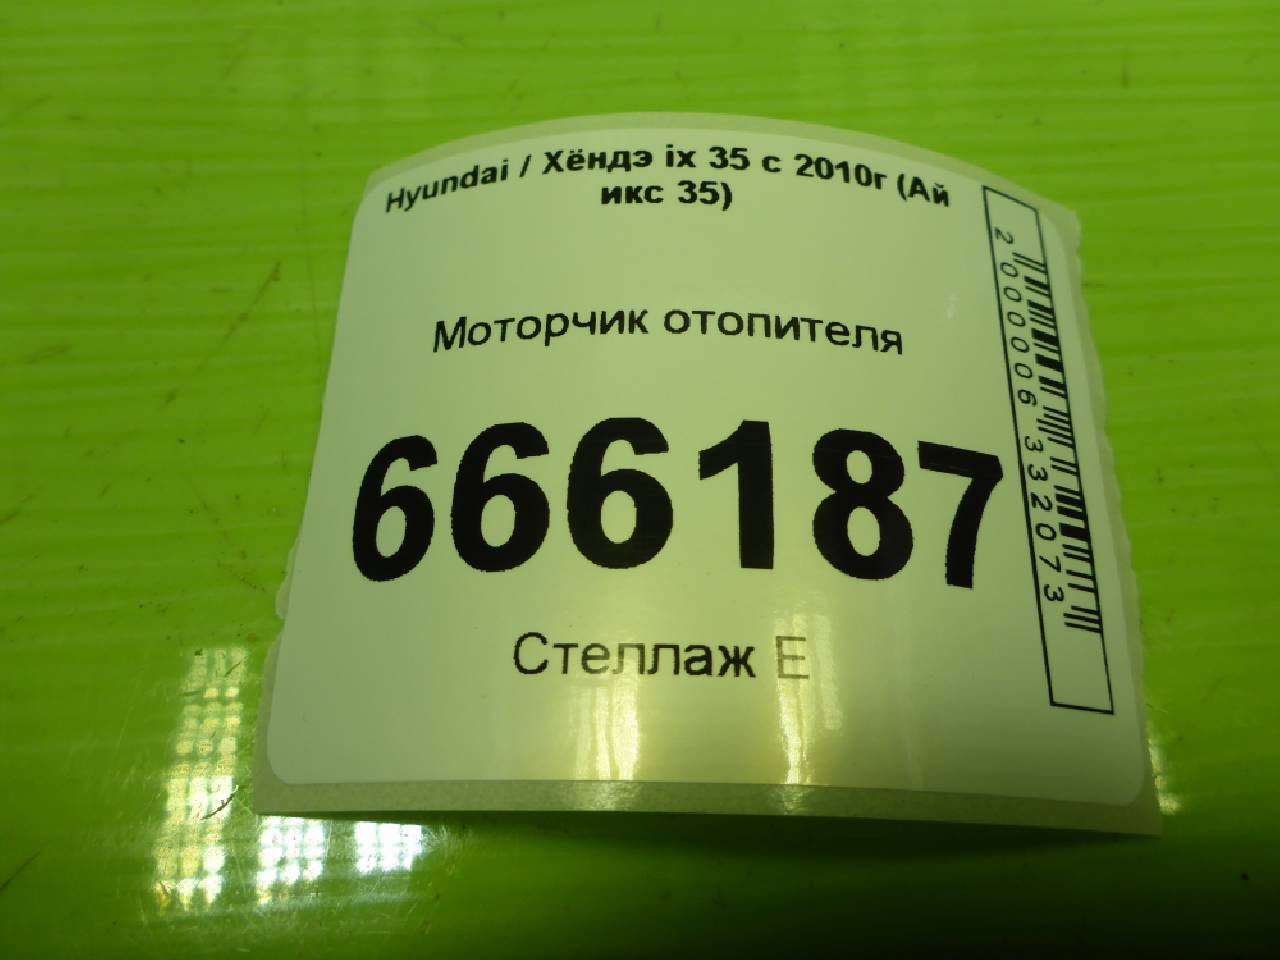 Hyundai / Хёндэ ix 35 с 2010г (Ай
икс 35)
Моторчик отопителя
666187
Стеллаж Е
2000006332073